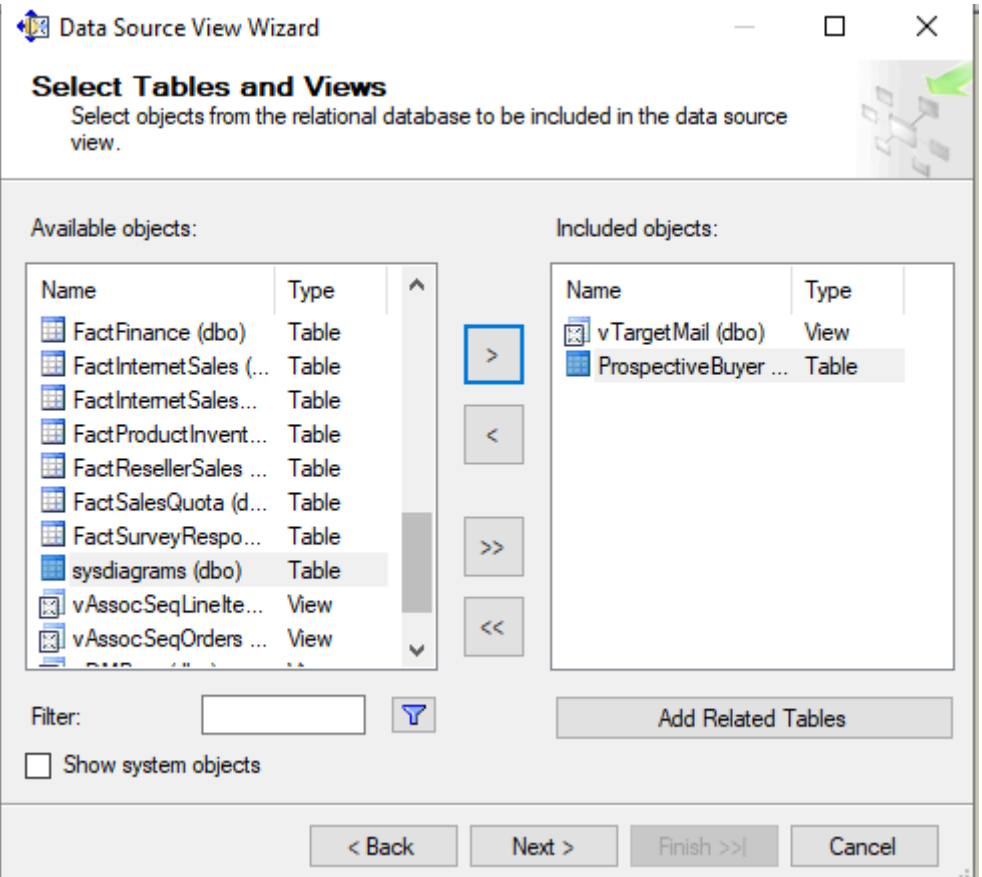 Data Source View Wizard
Select Tables and Views
Select objects from the relational database to be included in the data source
view.
Available objects:
Name Type
FactFinance (dbo) Table
FactInternetSales (... Table
FactInternetSales... Table
FactProductInvent... Table
FactResellerSales ... Table
FactSalesQuota (d... Table
FactSurveyRespo... Table
sysdiagrams (dbo) Table
vAssocSeqLineIte... View
vAssocSeqOrders ... View
>
<
>>
<<
Included objects:
Name Type
vTargetMail (dbo) View
ProspectiveBuyer ... Table
Filter:
Add Related Tables
Show system objects
< Back Next > Finish >>| Cancel